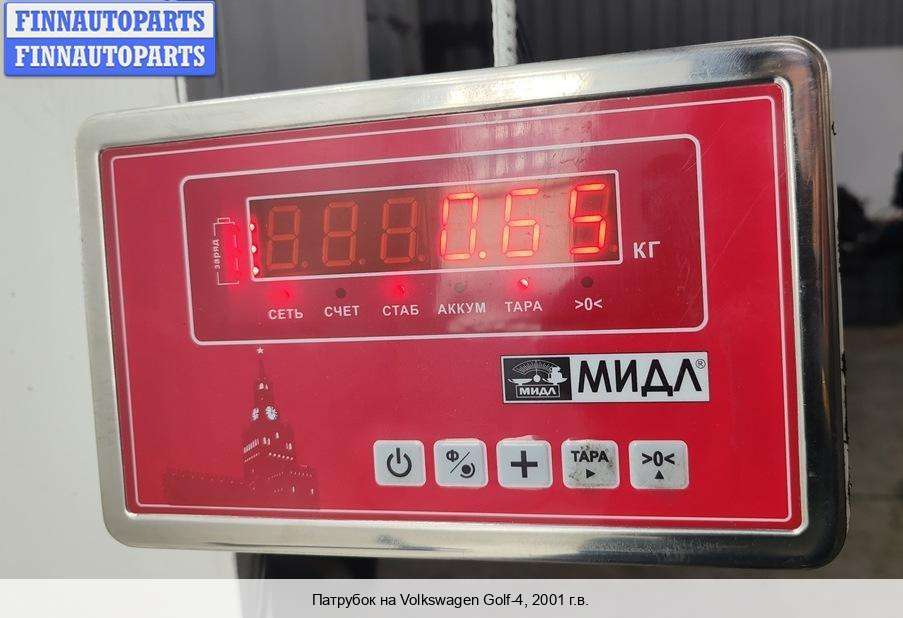 FINNAUTOPARTS
FINNAUTOPARTS
заряд
0.65
КГ
СЕТЬ СЧЕТ СТАБ АККУМ ТАРА >0<
МИДЛ МИДЛ®
Ф ТАРА >0<
Патрубок на Volkswagen Golf-4, 2001 г.в.